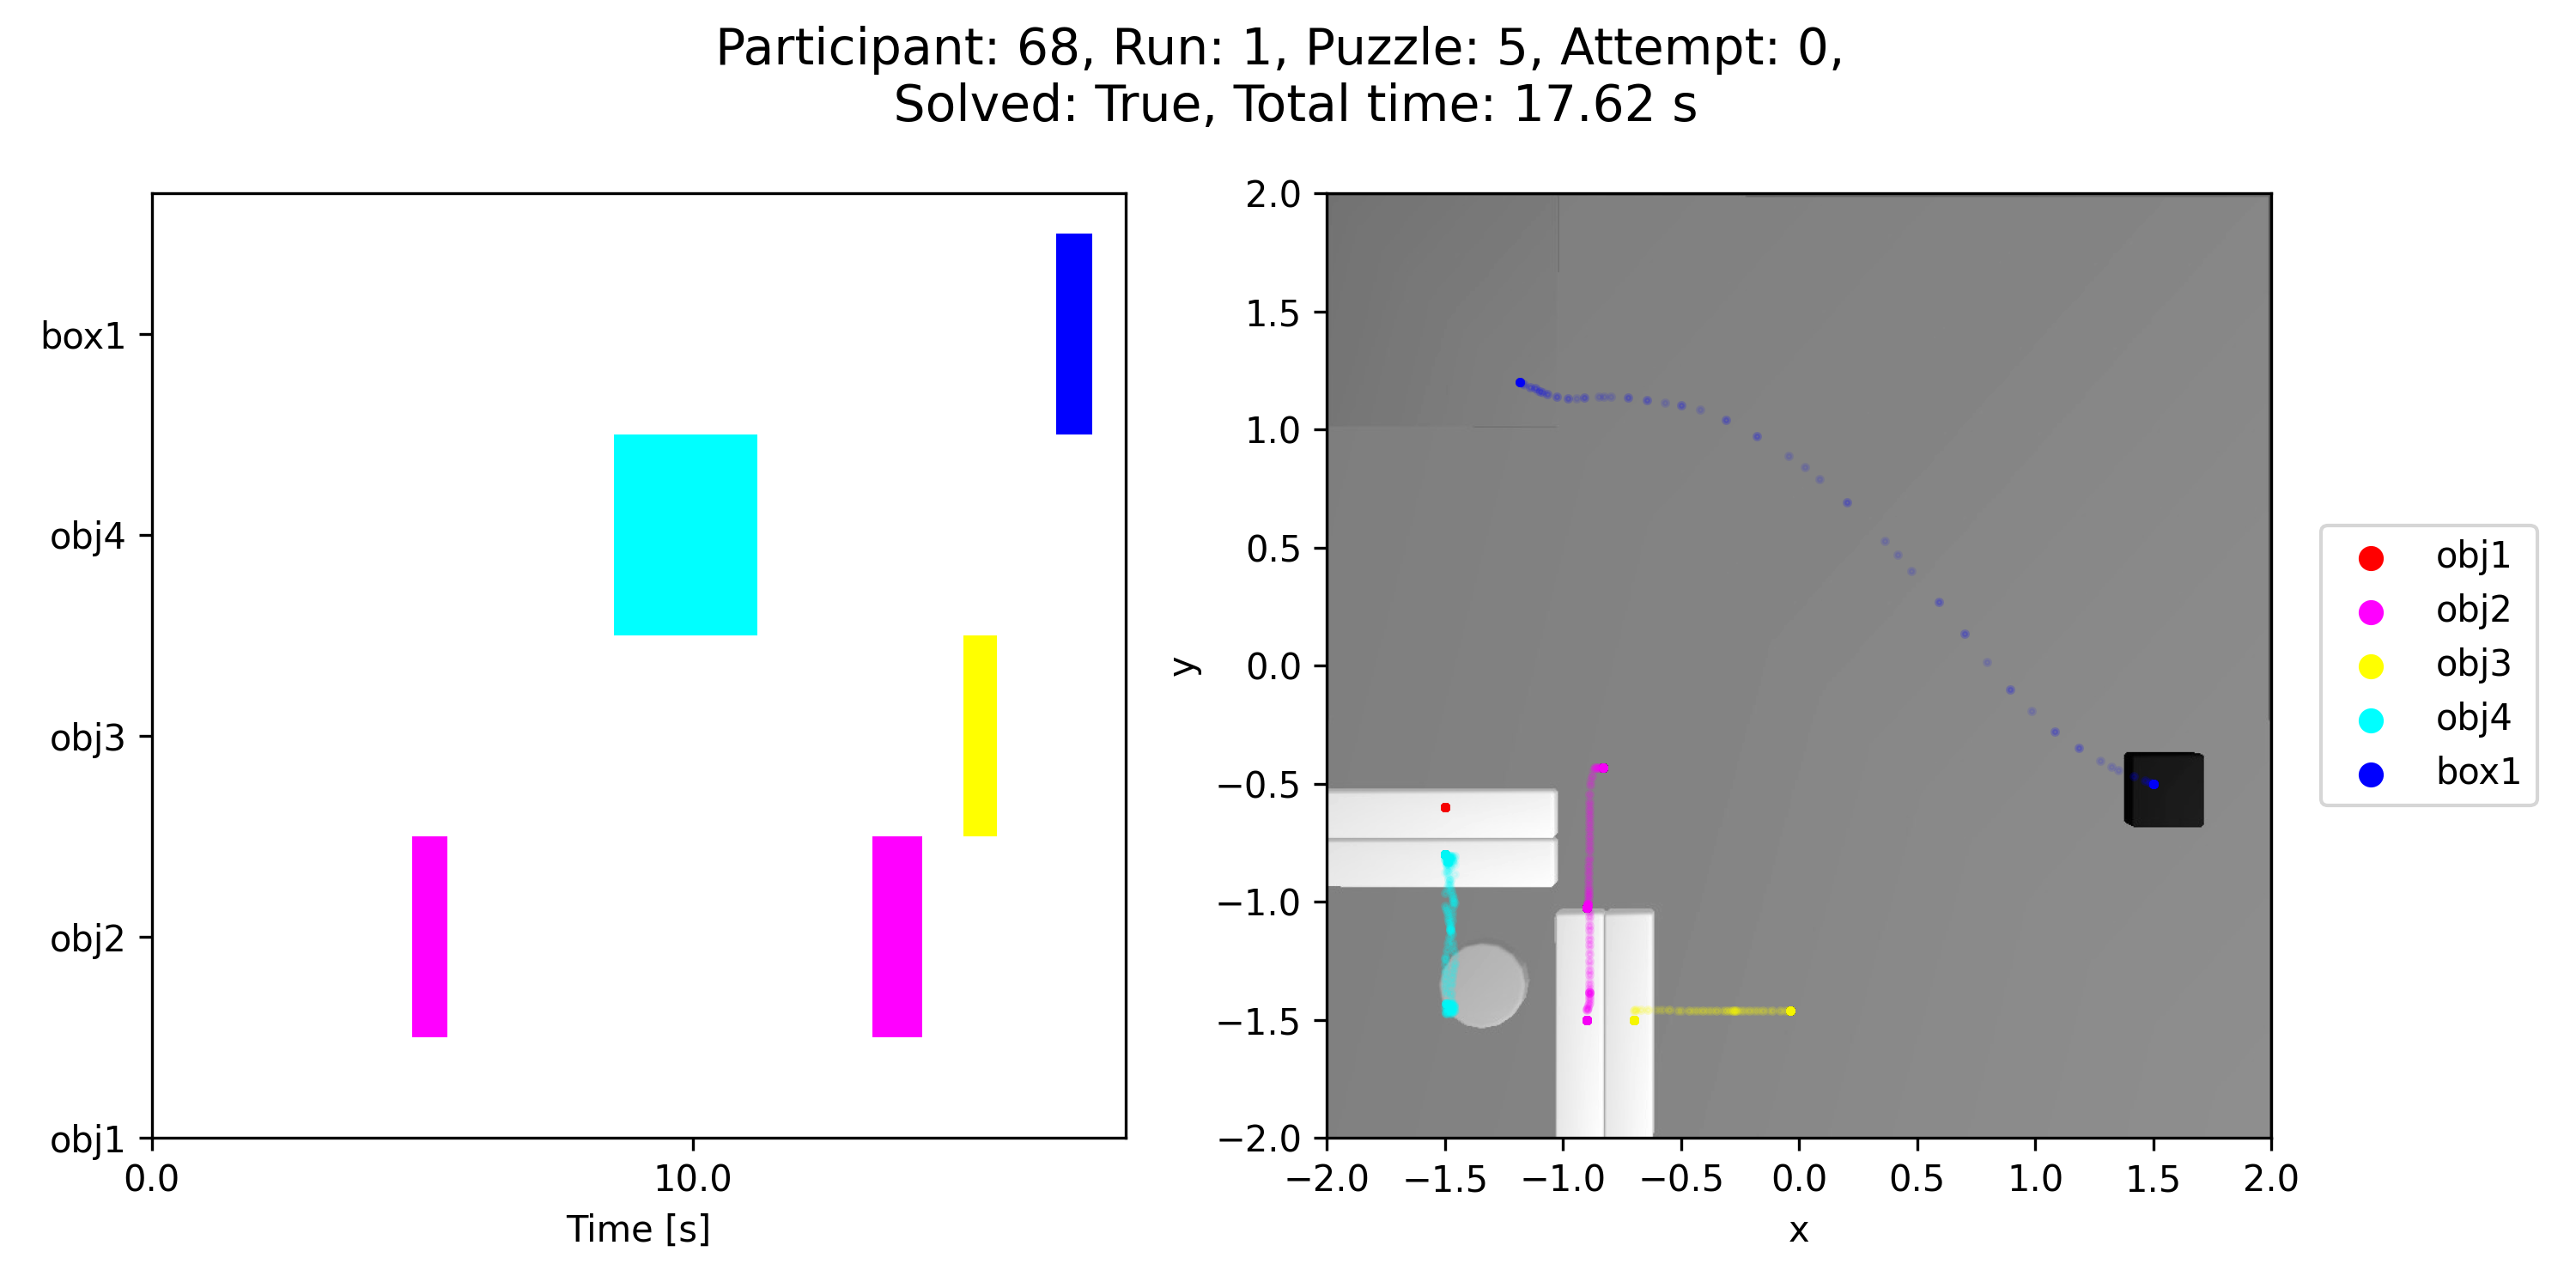 Participant: 68, Run: 1, Puzzle: 5, Attempt: 0,
Solved: True, Total time: 17.62 s
box1
obj4
obj3
obj2
obj1
0.0
10.0
Time [s]
2.0
1.5
1.0
0.5
0.0
−0.5
−1.0
−1.5
−2.0
y
−2.0
−1.5
−1.0
−0.5
0.0
0.5
1.0
1.5
2.0
x
obj1
obj2
obj3
obj4
box1